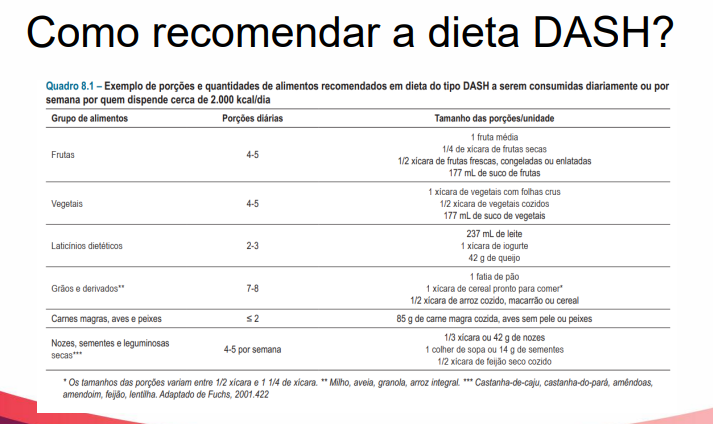 Como recomendar a dieta DASH?
Quadro 8.1 – Exemplo de porções e quantidades de alimentos recomendados em dieta do tipo DASH a serem consumidas diariamente ou por
semana por quem dispende cerca de 2.000 kcal/dia
Grupo de alimentos Porções diárias Tamanho das porções/unidade
1 fruta média
1/4 de xícara de frutas secas
Frutas 4-5
1/2 xícara de frutas frescas, congeladas ou enlatadas
177 mL de suco de frutas
1 xícara de vegetais com folhas crus
Vegetais 4-5 1/2 xícara de vegetais cozidos
177 mL de suco de vegetais
237 mL de leite
Laticínios dietéticos 2-3 1 xícara de iogurte
42 g de queijo
1 fatia de pão
Grãos e derivados** 7-8 1 xícara de cereal pronto para comer*
1/2 xícara de arroz cozido, macarrão ou cereal
Carnes magras, aves e peixes ≤ 2 85 g de carne magra cozida, aves sem pele ou peixes
Nozes, sementes e leguminosas 1/3 xícara ou 42 g de nozes
4-5 por semana 1 colher de sopa ou 14 g de sementes
secas*** 1/2 xícara de feijão seco cozido
* Os tamanhos das porções variam entre 1/2 xícara e 1 1/4 de xícara. ** Milho, aveia, granola, arroz integral. *** Castanha-de-caju, castanha-do-pará, amêndoas,
amendoim, feijão, lentilha. Adaptado de Fuchs, 2001.422